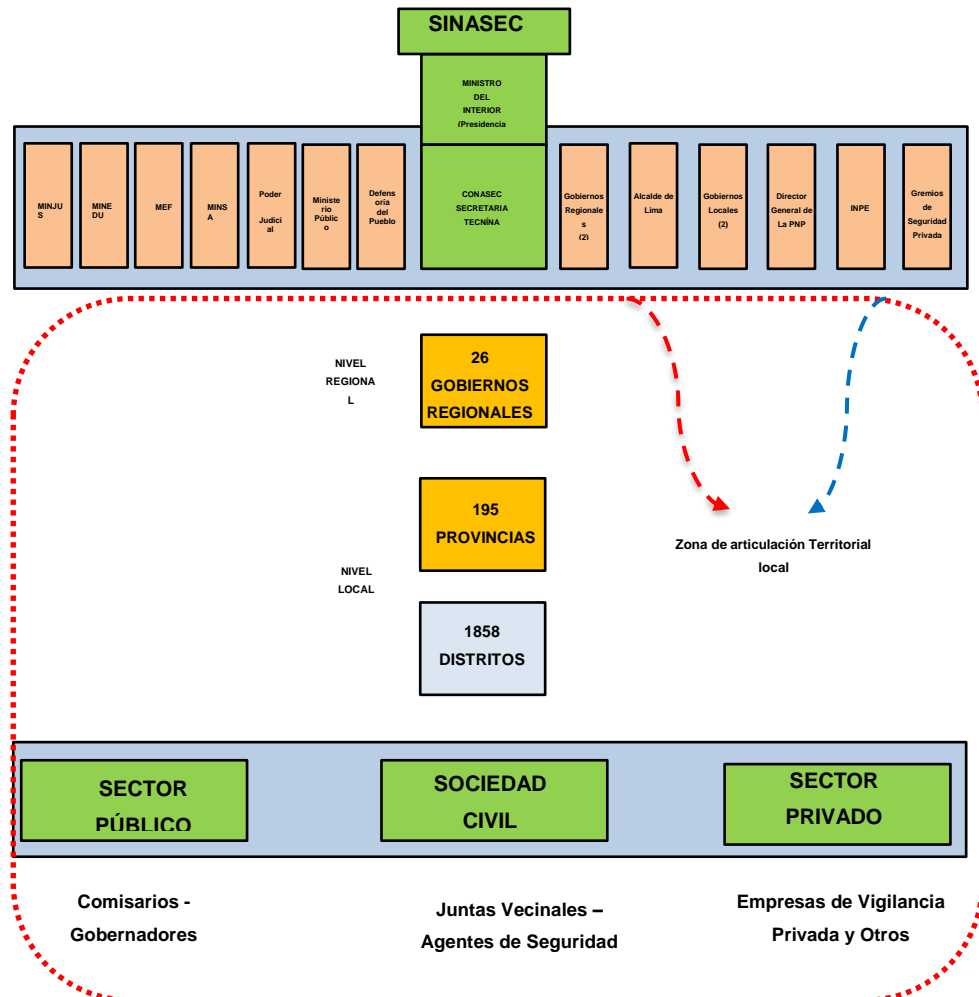 SINASEC
MINISTRO
DEL
INTERIOR
(Presidencia
MINJU
S
MINE
DU
MEF
MINS
A
Poder
Judici
al
Ministe
rio
Públic
o
Defens
oría
del
Pueblo
CONASEC
SECRETARIA
TECNÍNA
Gobiernos
Regionale
s
(2)
Alcalde de
Lima
Gobiernos
Locales
(2)
Director
General de
La PNP
INPE
Gremios
de
Seguridad
Privada
NIVEL
REGIONA
L
26
GOBIERNOS
REGIONALES
195
PROVINCIAS
Zona de articulación Territorial
local
NIVEL
LOCAL
1858
DISTRITOS
SECTOR
PÚBLICO
SOCIEDAD
CIVIL
SECTOR
PRIVADO
Comisarios -
Gobernadores
Juntas Vecinales –
Agentes de Seguridad
Empresas de Vigilancia
Privada y Otros